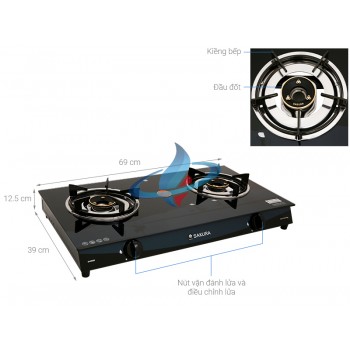 Kiềng bếp
Đầu đốt
69 cm
12.5 cm
39 cm
SAKURA
Nút vặn đánh lửa và
điều chỉnh lửa